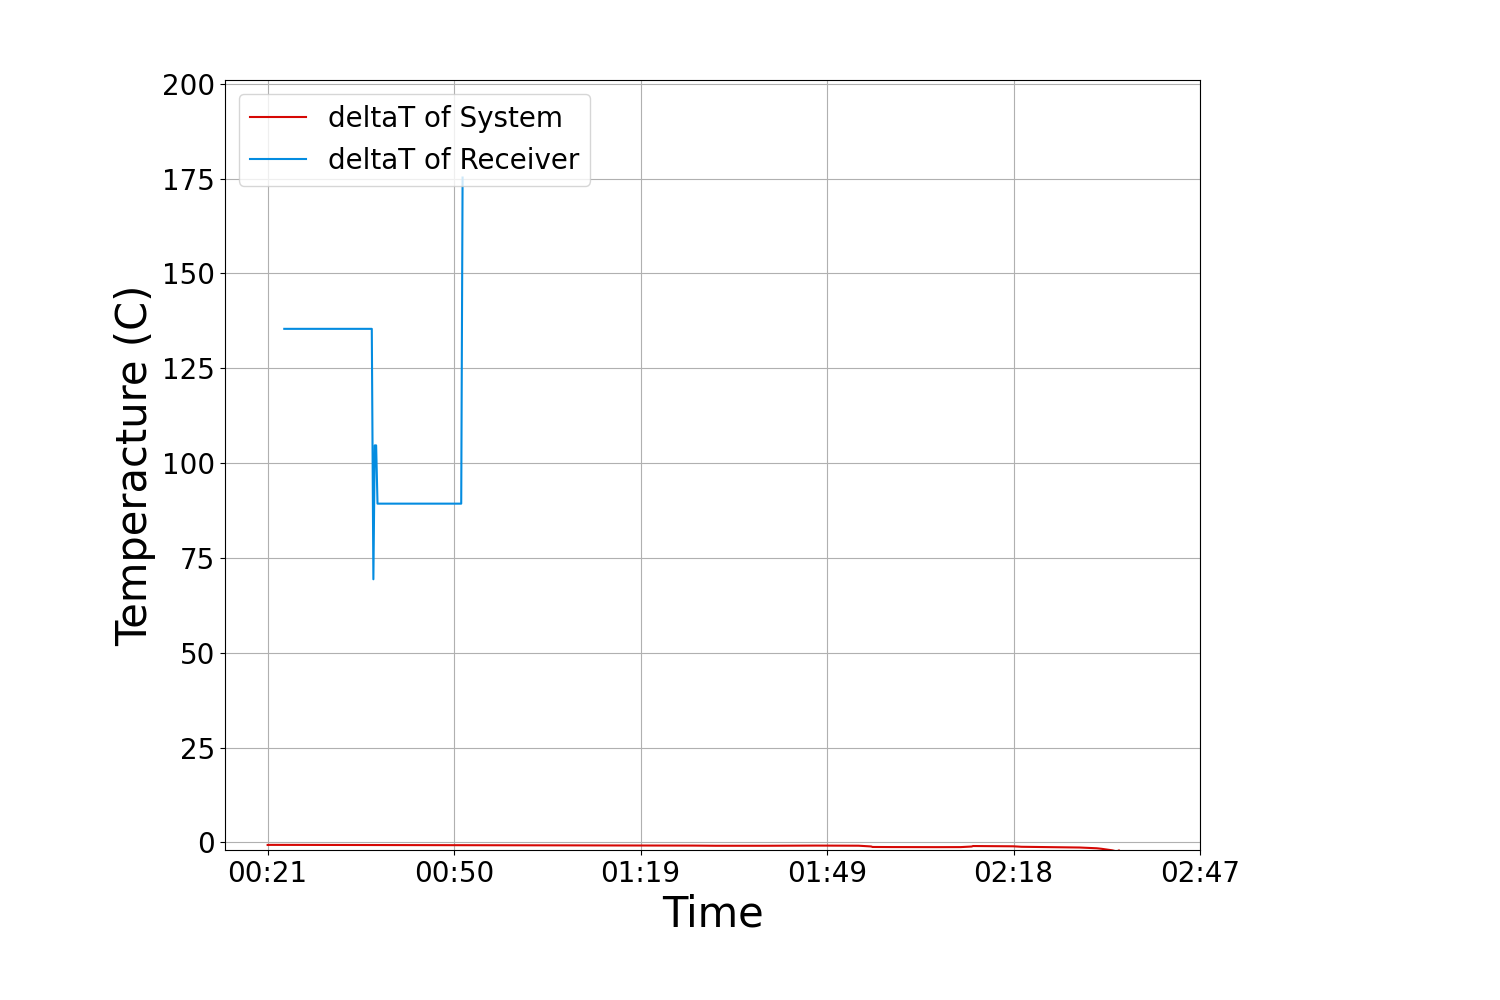 200
175
150
125
100
75
50
25
0
deltaT of System
deltaT of Receiver
Temperacture (C)
00:21 00:50 01:19 01:49 02:18 02:47
Time